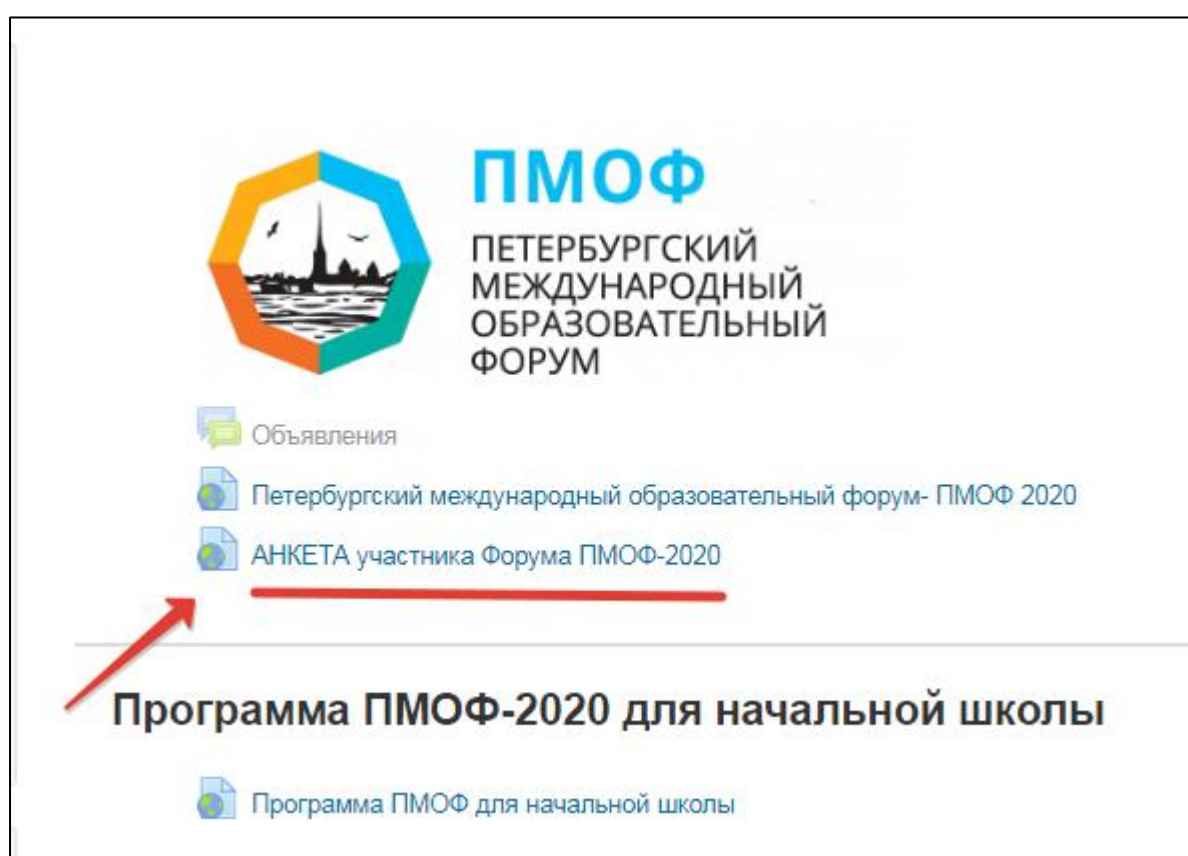 ПМОФ
ПЕТЕРБУРГСКИЙ
МЕЖДУНАРОДНЫЙ
ОБРАЗОВАТЕЛЬНЫЙ
ФОРУМ
Объявления
Петербургский международный образовательный форум- ПМОФ 2020
АНКЕТА участника Форума ПМОФ-2020
Программа ПМОФ-2020 для начальной школы
Программа ПМОФ для начальной школы